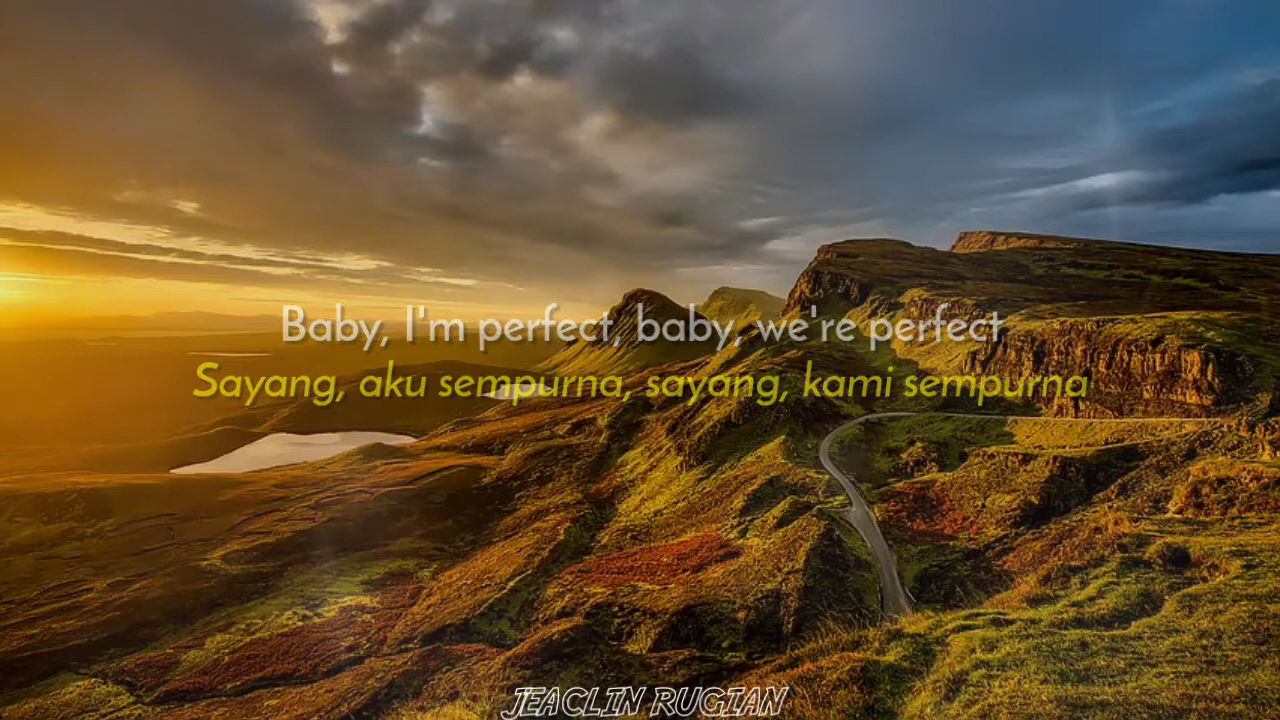 Baby, I'm perfect, baby, we're perfect
Sayang, aku sempurna, sayang, kami sempurna
JEACLIN RUGIAN